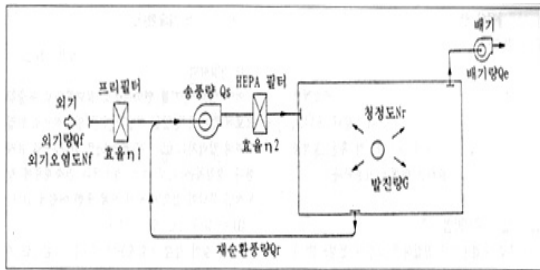 배기
배기량Qe
프리필터
송풍량 Qs
HEPA 필터
외기
외기량Qf
외기오염도Nf
효율η1
효율η2
청정도Nr
발진량G
재순환풍량Qr